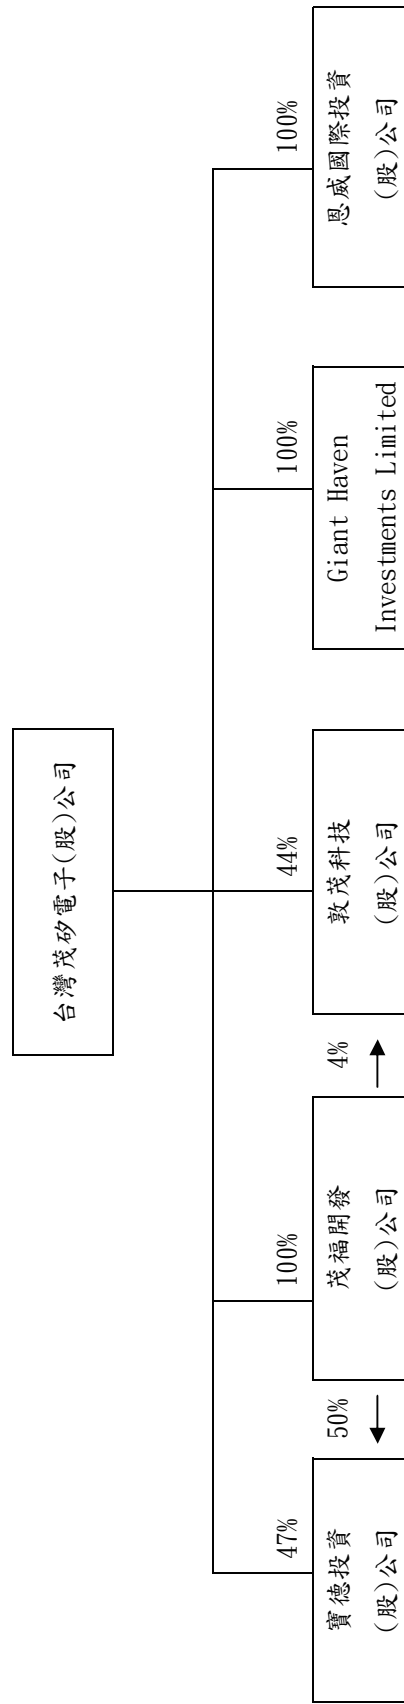 台灣茂矽電子(股)公司
47%
100%
44%
100%
100%
寶德投資
(股)公司
50%
茂福開發
(股)公司
4%
敦茂科技
(股)公司
Giant Haven
Investments Limited
恩威國際投資
(股)公司